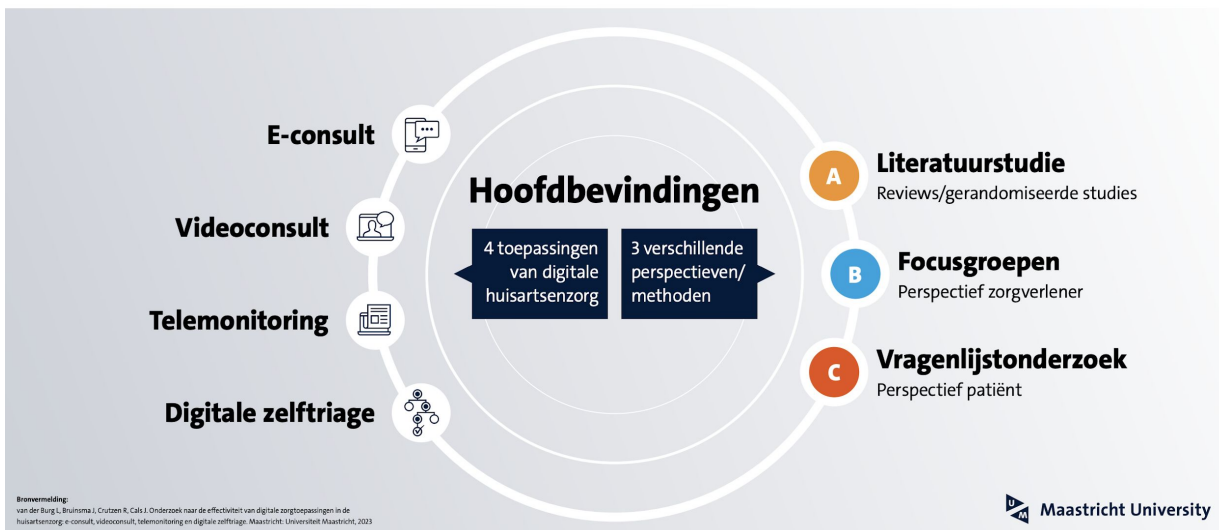 E-consult
Videoconsult
Telemonitoring
Digitale zelftriage
Hoofdbevindingen
4 toepassingen
van digitale
huisartsenzorg
3 verschillende
perspectieven/
methoden
A
Literatuurstudie
Reviews/gerandomiseerde studies
B
Focusgroepen
Perspectief zorgverlener
C
Vragenlijstonderzoek
Perspectief patiënt
Bronvermelding:
van der Burg L, Bruinsma J, Crutzen R, Cals J. Onderzoek naar de effectiviteit van digitale zorgtoepassingen in de
huisartsenzorg: e-consult, videoconsult, telemonitoring en digitale zelftriage. Maastricht: Universiteit Maastricht, 2023
U
M
Maastricht University